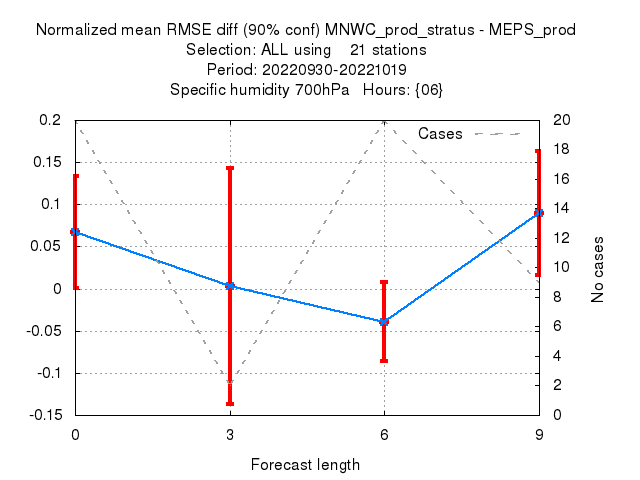 Normalized mean RMSE diff (90% conf) MNWC_prod_stratus - MEPS_prod
Selection: ALL using    21 stations
Period: 20220930-20221019
Specific humidity 700hPa   Hours: {06}
Cases
0.2
0.15
0.1
0.05
0
-0.05
-0.1
-0.15
20
18
16
14
12
10
8
6
4
2
0
No cases
0 3 6 9
Forecast length